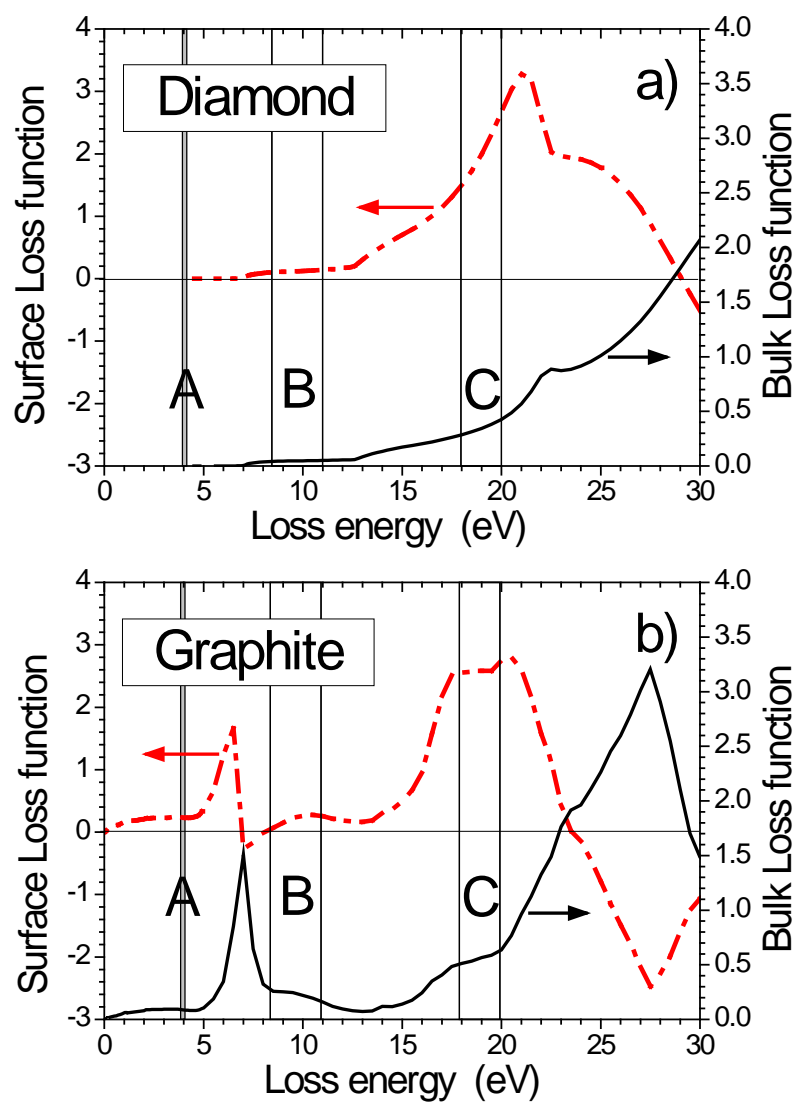 a)
Diamond
Surface Loss function
4
3
2
1
0
-1
-2
-3
A
B
C
4.0
3.5
3.0
2.5
2.0
1.5
1.0
0.5
0.0
Bulk Loss function
0 5 10 15 20 25 30
Loss energy (eV)
b)
Graphite
Surface Loss function
4
3
2
1
0
-1
-2
-3
A
B
C
4.0
3.5
3.0
2.5
2.0
1.5
1.0
0.5
0.0
Bulk Loss function
0 5 10 15 20 25 30
Loss energy (eV)